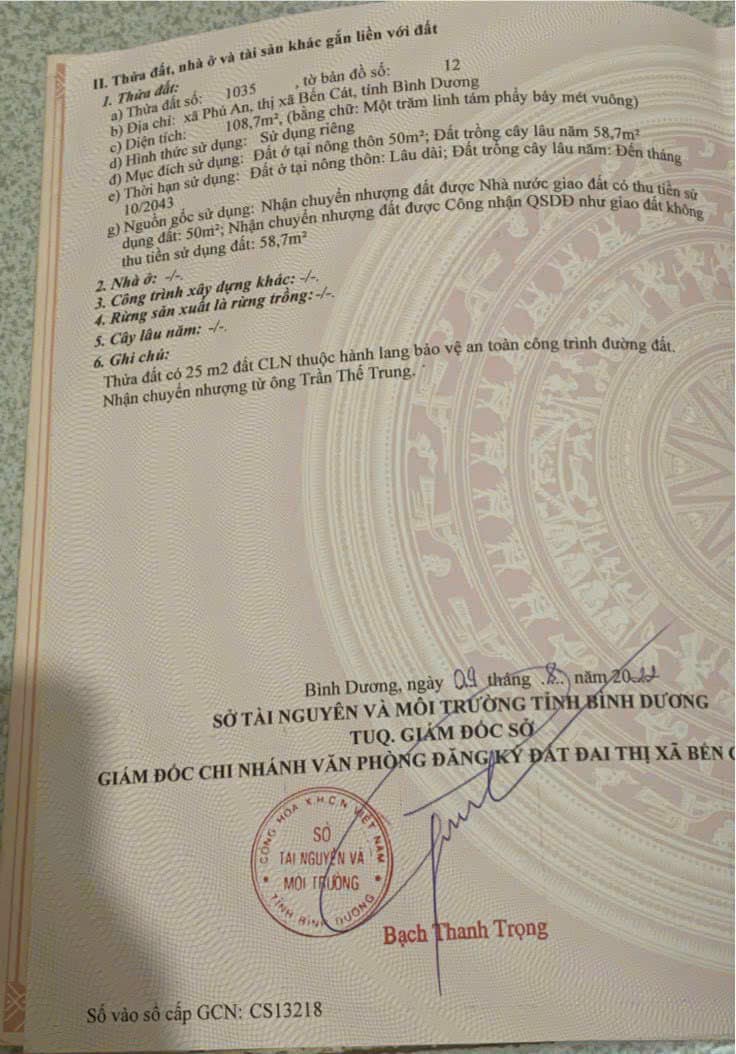 II. Thửa đất, nhà ở và tài sản khác gắn liền với đất
1. Thửa đất:
a) Thửa đất số: 1035 , tờ bản đồ số: 12
b) Địa chỉ: xã Phú An, thị xã Bến Cát, tỉnh Bình Dương
c) Diện tích: 108,7m², (bằng chữ: Một trăm linh tám phẩy bảy mét vuông)
d) Hình thức sử dụng: Sử dụng riêng
đ) Mục đích sử dụng: Đất ở tại nông thôn 50m²; Đất trồng cây lâu năm 58,7m²
e) Thời hạn sử dụng: Đất ở tại nông thôn: Lâu dài; Đất trồng cây lâu năm: Đến tháng
10/2043
g) Nguồn gốc sử dụng: Nhận chuyển nhượng đất được Nhà nước giao đất có thu tiền sử
dụng đất: 50m²; Nhận chuyển nhượng đất được Công nhận QSDĐ như giao đất không
thu tiền sử dụng đất: 58,7m²
2. Nhà ở: -/-.
3. Công trình xây dựng khác: -/-.
4. Rừng sản xuất là rừng trồng: -/-.
5. Cây lâu năm: -/-.
6. Ghi chú:
Thửa đất có 25 m2 đất CLN thuộc hành lang bảo vệ an toàn công trình đường đất.
Nhận chuyển nhượng từ ông Trần Thế Trung.
Bình Dương, ngày 09 tháng 8 năm 2022
SỞ TÀI NGUYÊN VÀ MÔI TRƯỜNG TỈNH BÌNH DƯƠNG
TUQ. GIÁM ĐỐC SỞ
GIÁM ĐỐC CHI NHÁNH VĂN PHÒNG ĐĂNG KÝ ĐẤT ĐAI THỊ XÃ BẾN C
CỘNG HÒA X.H.C.N VIỆT NAM
SỞ
TÀI NGUYÊN VÀ
MÔI TRƯỜNG
TỈNH BÌNH DƯƠNG
Bạch Thanh Trọng
Số vào sổ cấp GCN: CS13218